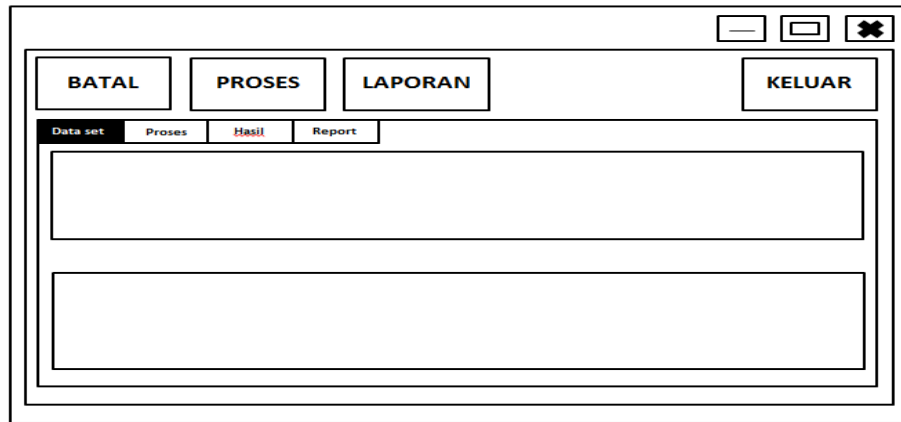 BATAL PROSES LAPORAN KELUAR
Data set Proses Hasil Report